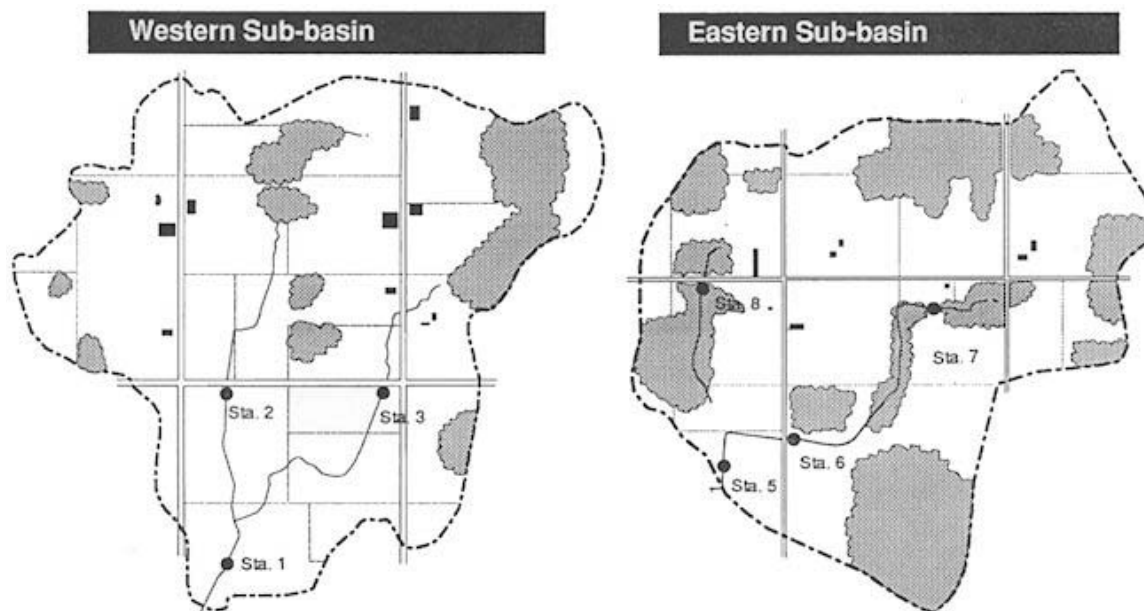 Western Sub-basin
Eastern Sub-basin
Sta. 2
Sta. 3
Sta. 1
Sta. 8
Sta. 7
Sta. 6
Sta. 5